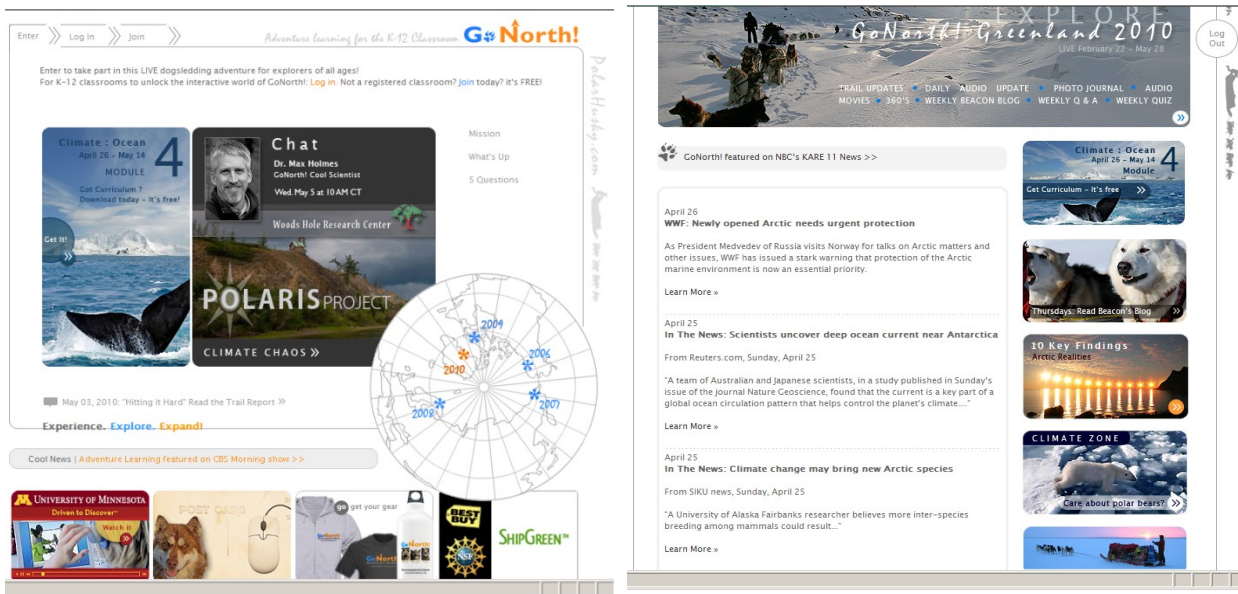 Enter
Log in
Join
Adventure learning for the K-12 Classroom
GoNorth!
PolarHusky.com
Enter to take part in this LIVE dogsledding adventure for explorers of all ages!
For K-12 classrooms to unlock the interactive world of GoNorth!: Log in. Not a registered classroom? Join today? it's FREE!
Climate : Ocean
April 26 - May 14
MODULE
4
Got Curriculum ?
Download today - It's free!
Get It!
»
Chat
Dr. Max Holmes
GoNorth! Cool Scientist
Wed. May 5 at 10 AM CT
Woods Hole Research Center
POLARIS PROJECT
CLIMATE CHAOS »
Mission
What's Up
5 Questions
2004
2006
2010
2007
2008
May 03, 2010: "Hitting It Hard" Read the Trail Report »
Experience. Explore. Expand!
Cool News | Adventure Learning featured on CBS Morning show >>
UNIVERSITY OF MINNESOTA
Driven to Discover
Watch it
»
POST CARD
go get your gear
GoNorth!
GoNorth!
BEST BUY
NSF
SHIPGREEN™
EXPLORE
GoNorth! Greenland 2010
LIVE February 22 - May 28
TRAIL UPDATES • DAILY AUDIO UPDATE • PHOTO JOURNAL • AUDIO
MOVIES • 360'S • WEEKLY BEACON BLOG • WEEKLY Q & A • WEEKLY QUIZ
»
Log
Out
GoNorth! featured on NBC's KARE 11 News >>
April 26
WWF: Newly opened Arctic needs urgent protection
As President Medvedev of Russia visits Norway for talks on Arctic matters and
other issues, WWF has issued a stark warning that protection of the Arctic
marine environment is now an essential priority.
Learn More »
April 25
In The News: Scientists uncover deep ocean current near Antarctica
From Reuters.com, Sunday, April 25
"A team of Australian and Japanese scientists, in a study published in Sunday's
issue of the journal Nature Geoscience, found that the current is a key part of a
global ocean circulation pattern that helps control the planet's climate...."
Learn More »
April 25
In The News: Climate change may bring new Arctic species
From SIKU news, Sunday, April 25
"A University of Alaska Fairbanks researcher believes more inter-species
breeding among mammals could result..."
Learn More »
Climate : Ocean
April 26 - May 14
Module
4
Got Curriculum - It's free »
Thursdays: Read Beacon's Blog »
10 Key Findings
Arctic Realities
»
CLIMATE ZONE
Care about polar bears? »